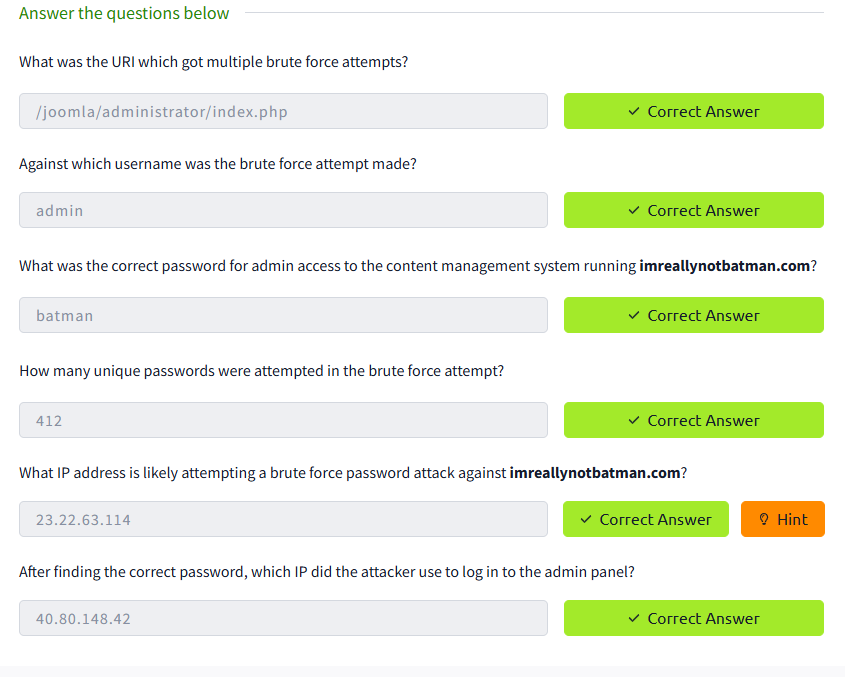 Answer the questions below
What was the URI which got multiple brute force attempts?
/joomla/administrator/index.php
✓ Correct Answer
Against which username was the brute force attempt made?
admin
✓ Correct Answer
What was the correct password for admin access to the content management system running imreallynotbatman.com?
batman
✓ Correct Answer
How many unique passwords were attempted in the brute force attempt?
412
✓ Correct Answer
What IP address is likely attempting a brute force password attack against imreallynotbatman.com?
23.22.63.114
✓ Correct Answer
Hint
After finding the correct password, which IP did the attacker use to log in to the admin panel?
40.80.148.42
✓ Correct Answer